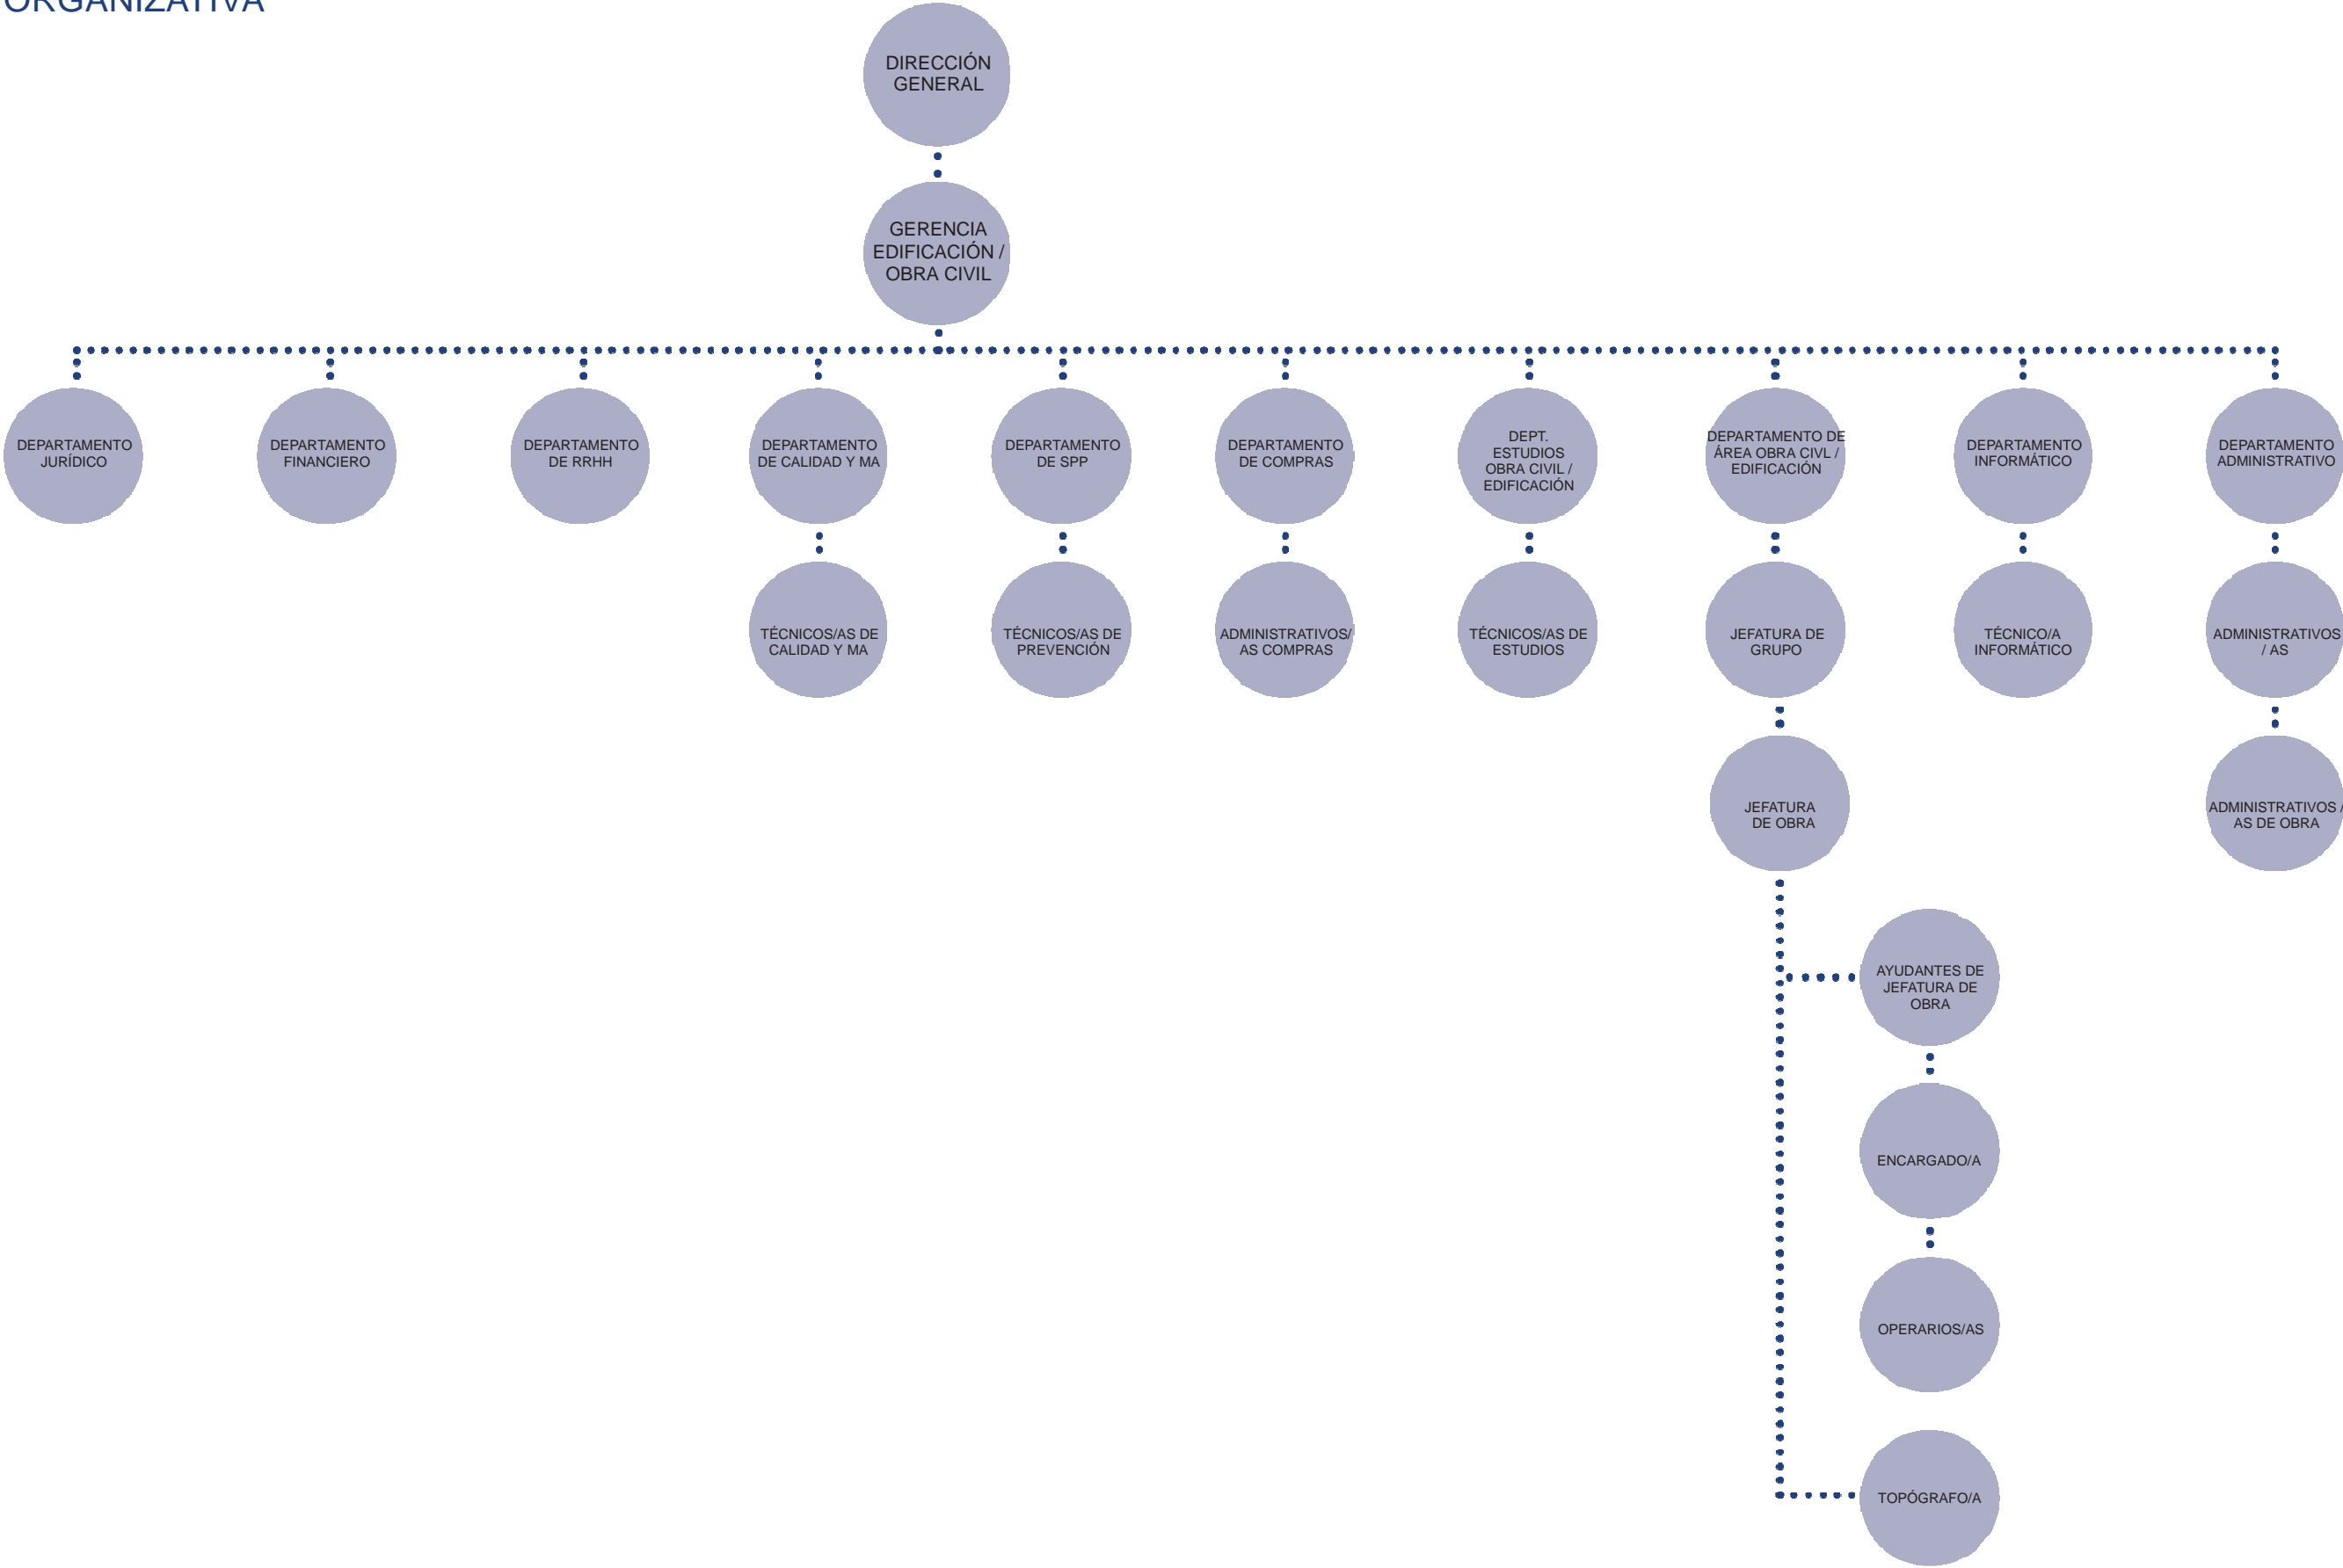 ORGANIZATIVA
DIRECCIÓN
GENERAL
GERENCIA
EDIFICACIÓN /
OBRA CIVIL
DEPARTAMENTO
JURÍDICO
DEPARTAMENTO
FINANCIERO
DEPARTAMENTO
DE RRHH
DEPARTAMENTO
DE CALIDAD Y MA
DEPARTAMENTO
DE SPP
DEPARTAMENTO
DE COMPRAS
DEPT.
ESTUDIOS
OBRA CIVIL /
EDIFICACIÓN
DEPARTAMENTO DE
ÁREA OBRA CIVL /
EDIFICACIÓN
DEPARTAMENTO
INFORMÁTICO
DEPARTAMENTO
ADMINISTRATIVO
TÉCNICOS/AS DE
CALIDAD Y MA
TÉCNICOS/AS DE
PREVENCIÓN
ADMINISTRATIVOS/
AS COMPRAS
TÉCNICOS/AS DE
ESTUDIOS
JEFATURA DE
GRUPO
TÉCNICO/A
INFORMÁTICO
ADMINISTRATIVOS
/ AS
JEFATURA
DE OBRA
ADMINISTRATIVOS /
AS DE OBRA
AYUDANTES DE
JEFATURA DE
OBRA
ENCARGADO/A
OPERARIOS/AS
TOPÓGRAFO/A